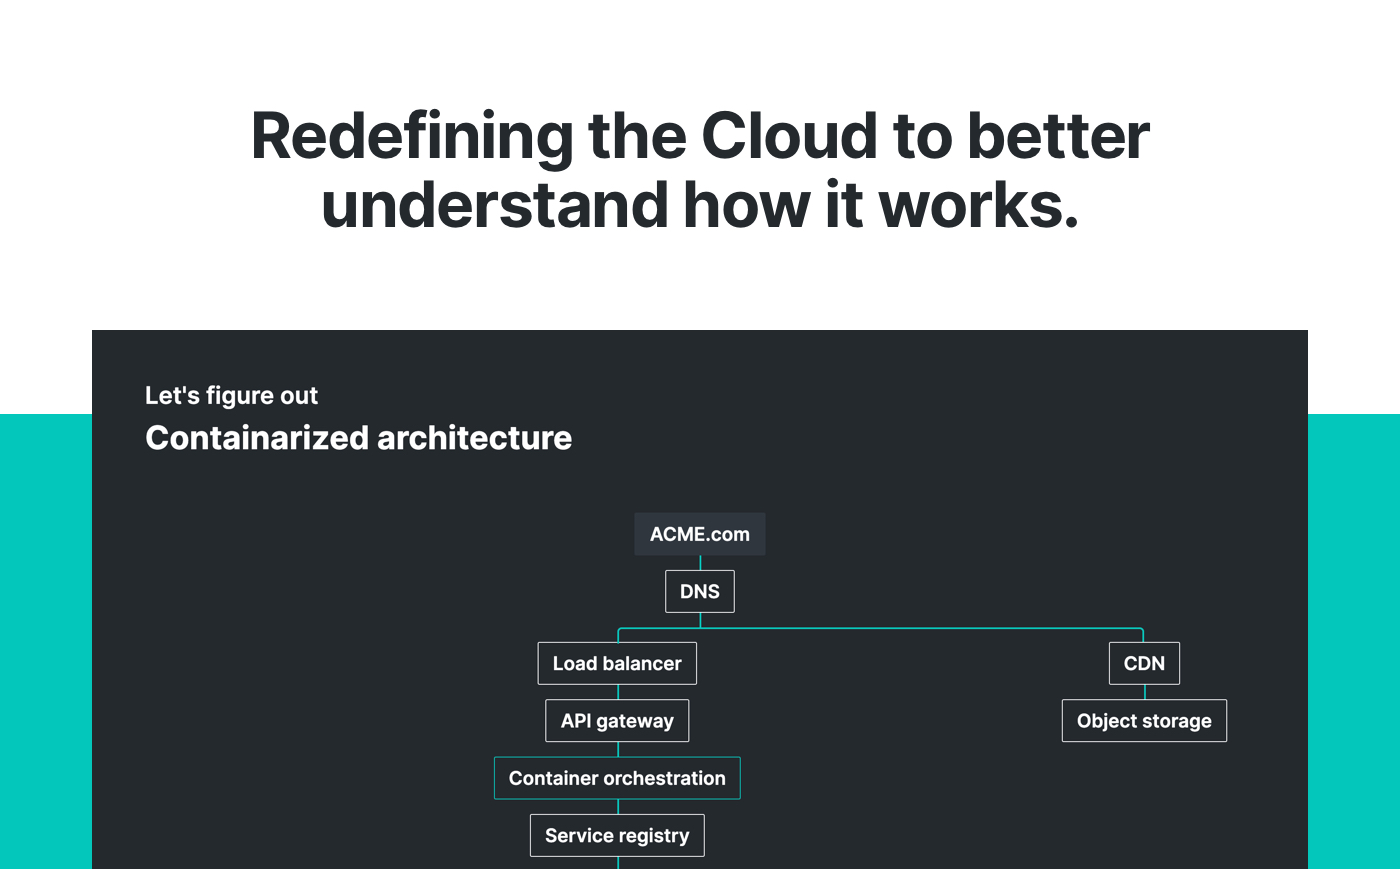 Redefining the Cloud to better
understand how it works.
Let's figure out
Containarized architecture
ACME.com
DNS
Load balancer
CDN
API gateway
Object storage
Container orchestration
Service registry